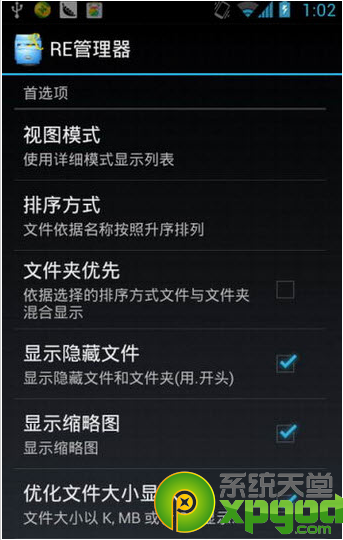 1:02
RE管理器
首选项
视图模式
使用详细模式显示列表
排序方式
文件依据名称按照升序排列
文件夹优先
依据选择的排序方式文件与文件夹
混合显示
显示隐藏文件
显示隐藏文件和文件夹(用.开头)
显示缩略图
显示缩略图
优化文件大小显
文件大小以 K, MB 或
显
系统天堂
xpgod